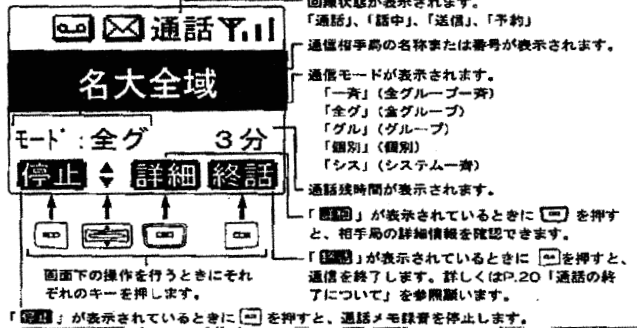 回線状態が表示されます。
「通話」、「話中」、「送信」、「予約」
通話
通信相手局の名称または番号が表示されます。
名大全域
通信モードが表示されます。
「一斉」(全グループ一斉)
「全グ」(全グループ)
「グル」(グループ)
「個別」(個別)
「シス」(システム一斉)
モード:全グ 3分
停止 詳細 終話
通話残時間が表示されます。
「詳細」が表示されているときに を押す
と、相手局の詳細情報を確認できます。
「終話」が表示されているときに を押すと、
通信を終了します。詳しくはP.20「通話の終
了について」を参照願います。
画面下の操作を行うときにそれ
ぞれのキーを押します。
「停止」が表示されているときに を押すと、通話メモ録音を停止します。